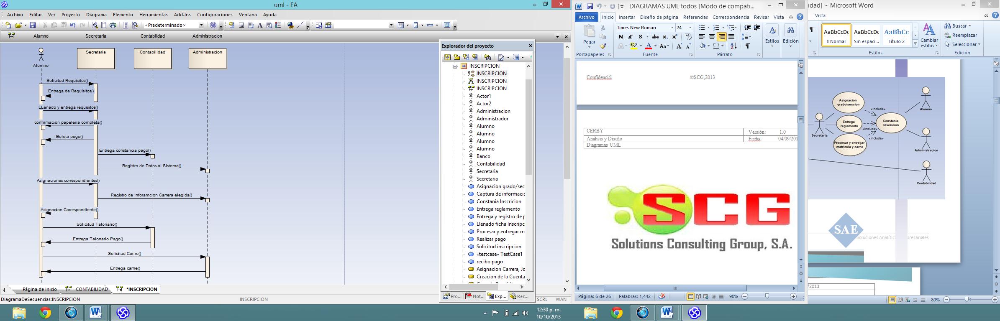 uml - EA
Archivo Editar Ver Proyecto Diagrama Elemento Herramientas Add-Ins Configuraciones Ventana Ayuda
<Predeterminado>
Alumno Secretaria Contabilidad Administracion
Secretaria Contabilidad Administracion
Alumno
Solicitud Requisitos()
Entrega de Requisitos()
LLenado y entrega requisitos()
confirmacion papeleria completa()
Boleta pago()
Entrega constancia pago()
Registro de Datos al Sistema()
Asignaciones correspondientes()
Registro de Inforamcion Carrera elegida()
Asignacion Correspondiente()
Solicitud Talonario()
Entrega Talonario Pago()
Solicitud Carne()
Entrega carne()
Página de inicio CONTABILIDAD *INSCRIPCION
DiagramaDeSecuencias:INSCRIPCION INSCRIPCION SCRL WAN
Explorador del proyecto
INSCRIPCION
INSCRIPCION
INSCRIPCION
INSCRIPCION
Actor1
Actor2
Administracion
Administrador
Alumno
Alumno
Alumno
Alumno
Banco
Contabilidad
Secretaria
Secretaria
Asignacion grado/sec
Captura de informacic
Constania Inscricion
Entrega reglamento
Entrega y registro de p
Llenado ficha Inscripc
Procesar y entregar m
Realizar pago
Solicitud inscripcion
«testcase» TestCase1
recibo pago
Asignacion Carrera, Jo
Creacion de la Cuenta
Pro... Not... Exp... Rec...
12:30 p. m.
10/10/2013
DIAGRAMAS UML todos [Modo de compati...
Archivo Inicio Insertar Diseño de página Referencias Correspondencia Revisar Vista
Times New Roman 24
Pegar
N K S abc x₂ x²
Aa A A
Estilos Edición
Portapapeles Fuente Párrafo
Confidencial ©SCG,2013
CERBY Versión: 1.0
Análisis y Diseño Fecha: 04/09/201
Diagramas UML
SCG
Solutions Consulting Group, S.A.
Página: 6 de 26 Palabras: 1,442 90%
idad] - Microsoft Word
Vista
AaBbCcDc AaBbCcDc AaBbCc
¶ Normal Sin espaci... Título 2
Cambiar estilos
Buscar
Reemplazar
Seleccionar
Estilos Edición
Asignacion
grado/seccion
«include»
Alumno
Entrega
reglamento
Constania
Inscricion
Secretaria
«include»
«include»
Procesar y entregar
matricula y carne
Administracion
Contabilidad
SAE
Soluciones Analític
presariales
/2013
80%